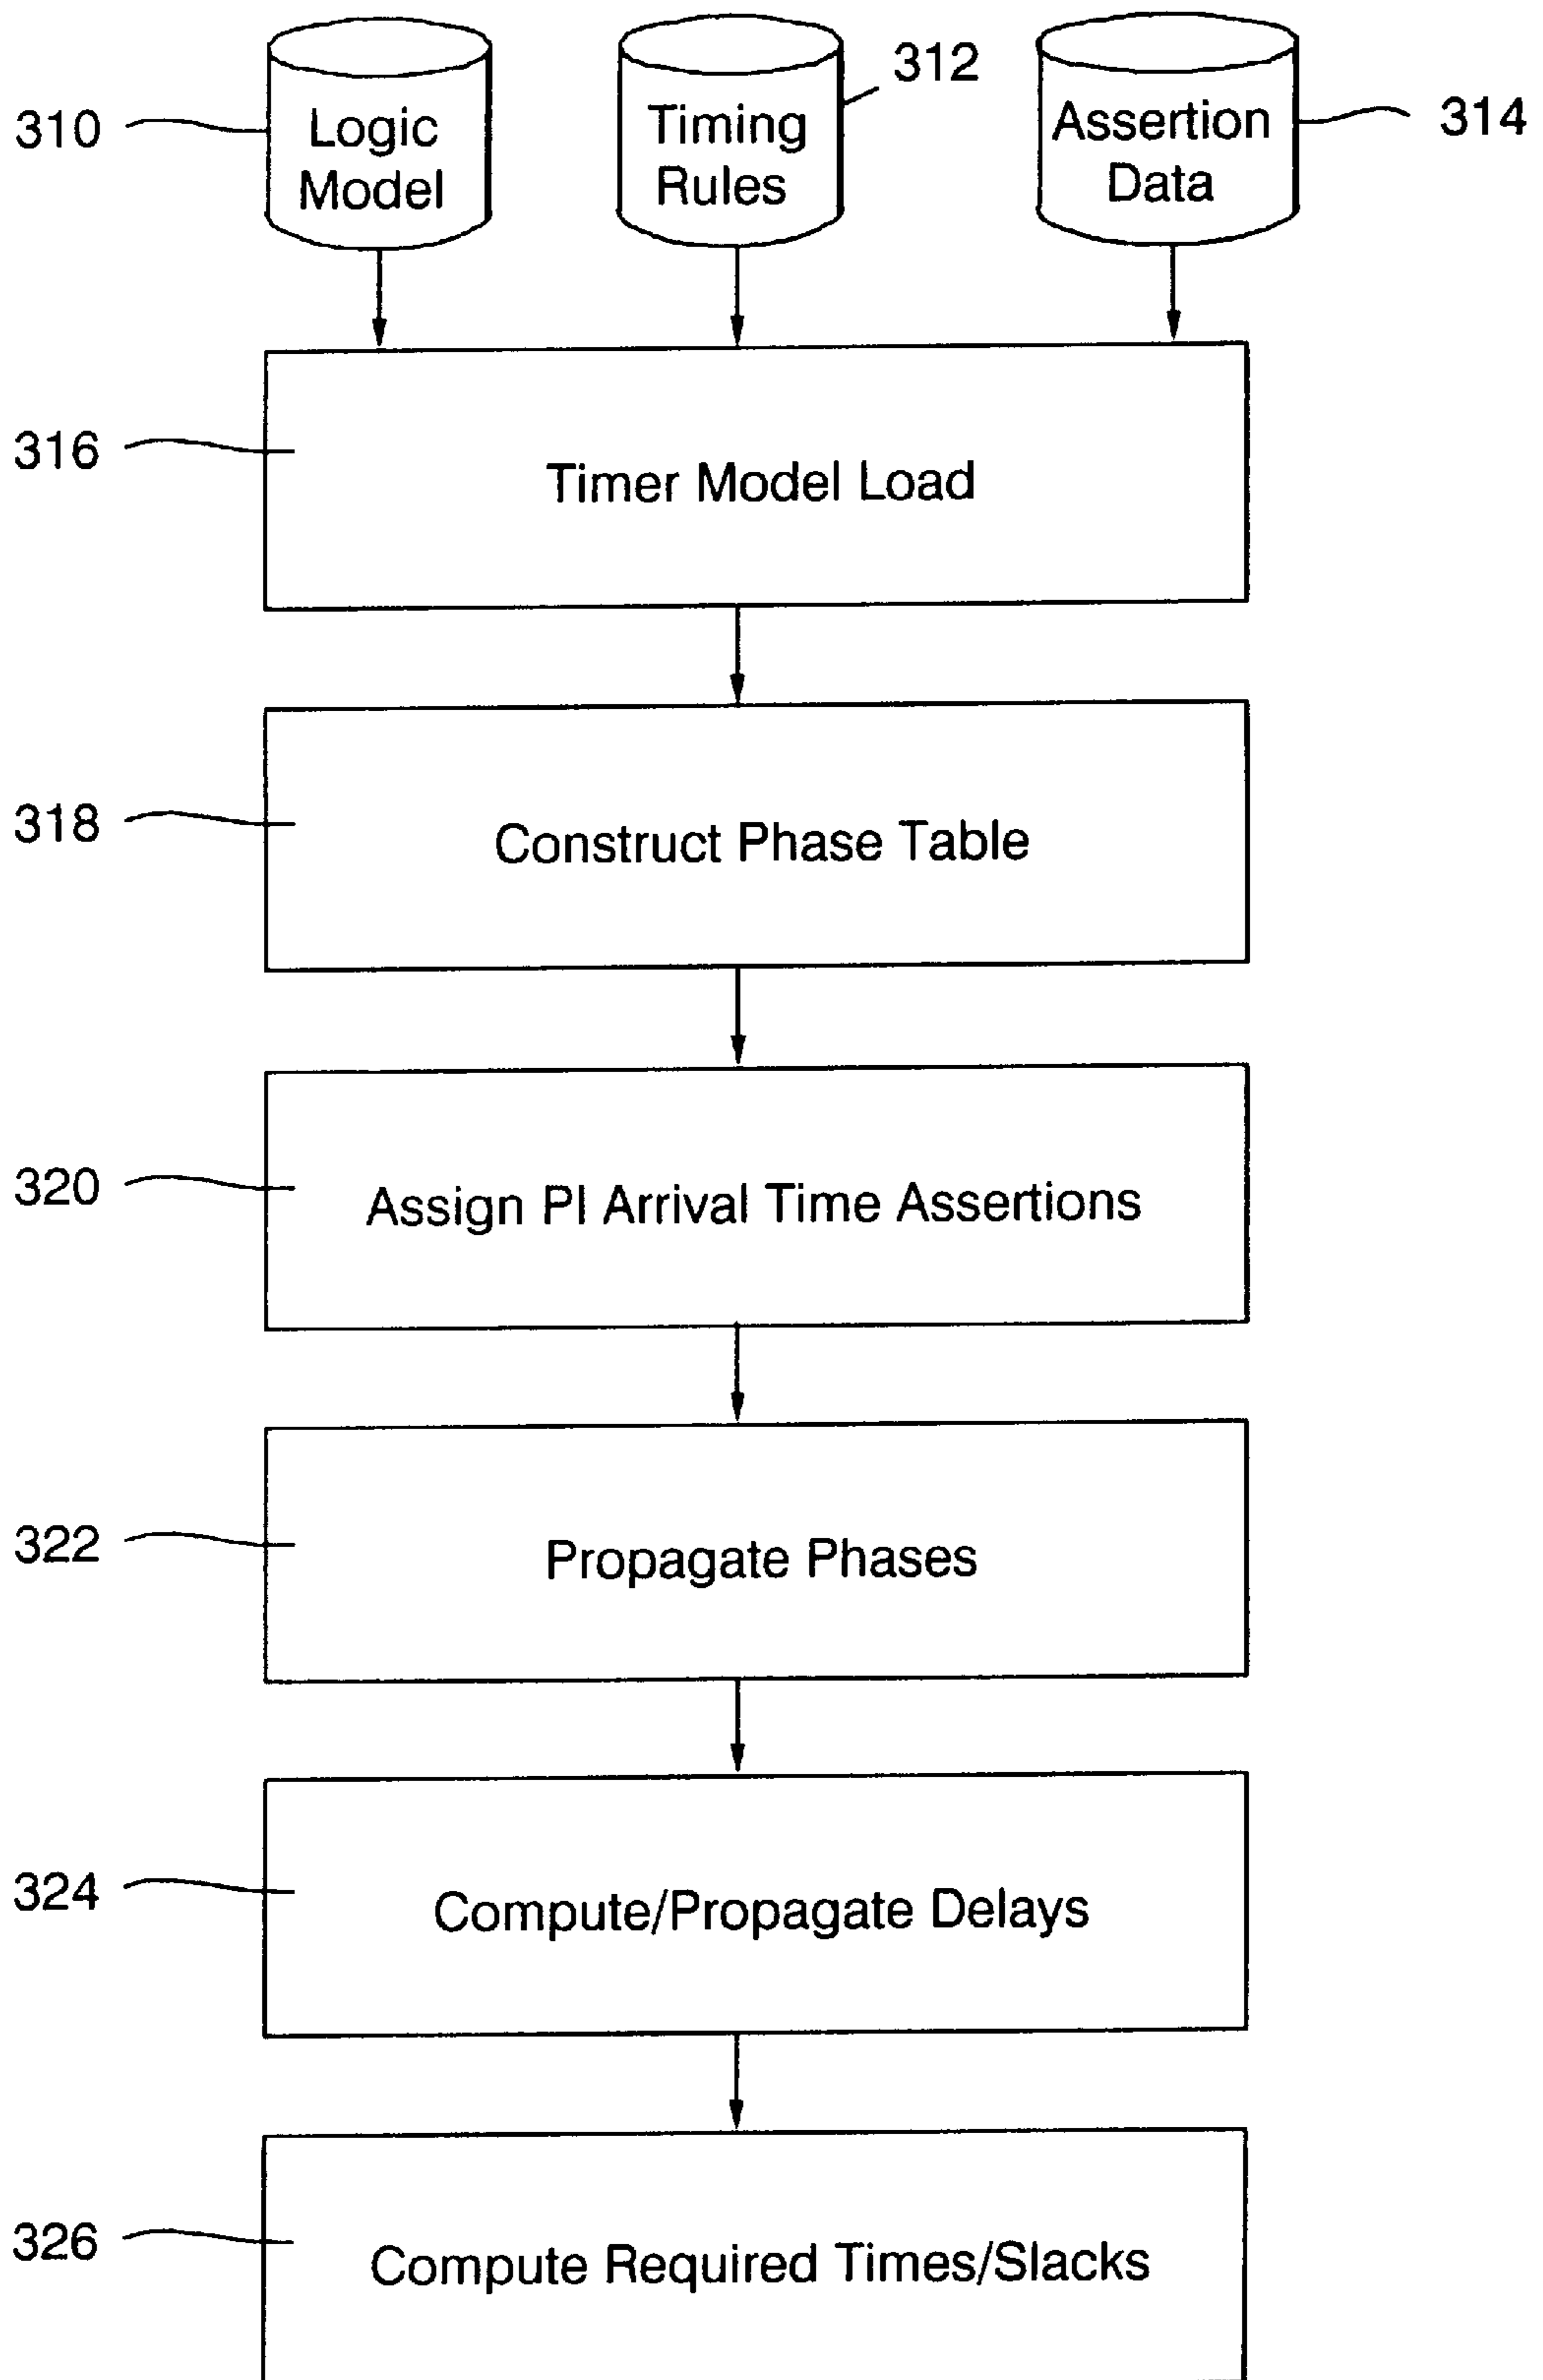 312
310
Logic
Model
Timing
Rules
Assertion
Data
314
316
Timer Model Load
318
Construct Phase Table
320
Assign PI Arrival Time Assertions
322
Propagate Phases
324
Compute/Propagate Delays
326
Compute Required Times/Slacks